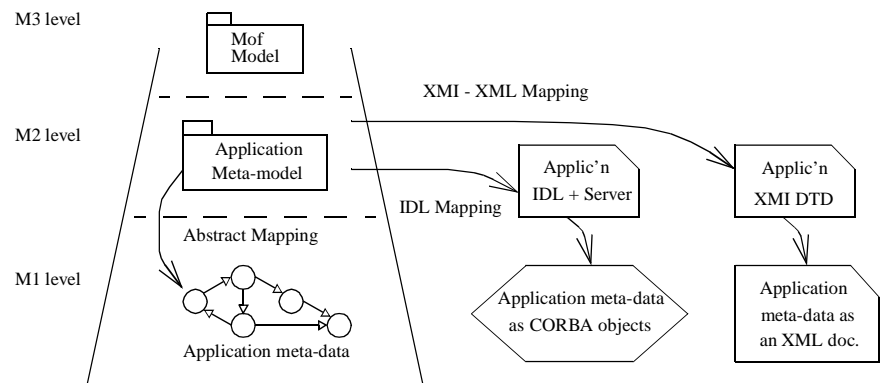 M3 level
Mof
Model
XMI - XML Mapping
M2 level
Application
Meta-model
Applic'n
IDL + Server
Applic'n
XMI DTD
IDL Mapping
Abstract Mapping
M1 level
Application meta-data
Application meta-data
as CORBA objects
Application
meta-data as
an XML doc.